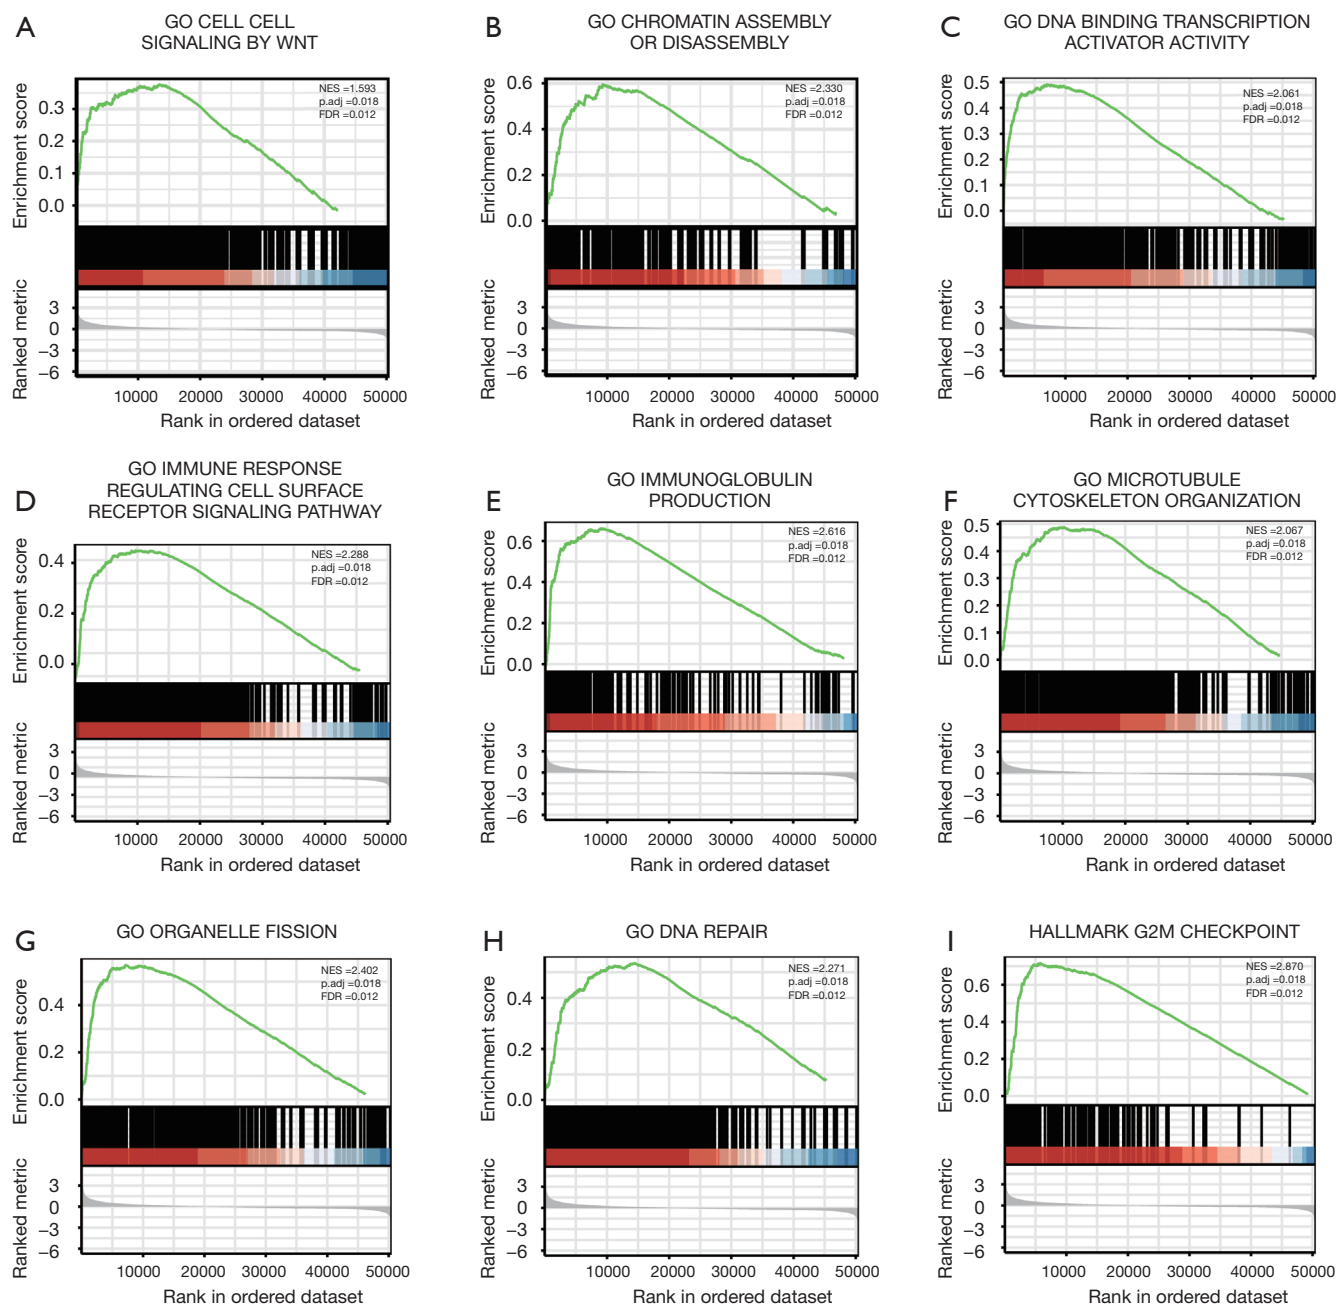 A
GO CELL CELL
SIGNALING BY WNT
NES =1.593
p.adj =0.018
FDR =0.012
Enrichment score
0.3
0.2
0.1
0.0
Ranked metric
3
0
−3
−6
10000 20000 30000 40000 50000
Rank in ordered dataset
B
GO CHROMATIN ASSEMBLY
OR DISASSEMBLY
NES =2.330
p.adj =0.018
FDR =0.012
Enrichment score
0.6
0.4
0.2
0.0
Ranked metric
3
0
−3
−6
10000 20000 30000 40000 50000
Rank in ordered dataset
C
GO DNA BINDING TRANSCRIPTION
ACTIVATOR ACTIVITY
NES =2.061
p.adj =0.018
FDR =0.012
Enrichment score
0.5
0.4
0.3
0.2
0.1
0.0
Ranked metric
3
0
−3
−6
10000 20000 30000 40000 50000
Rank in ordered dataset
D
GO IMMUNE RESPONSE
REGULATING CELL SURFACE
RECEPTOR SIGNALING PATHWAY
NES =2.288
p.adj =0.018
FDR =0.012
Enrichment score
0.4
0.2
0.0
Ranked metric
3
0
−3
−6
10000 20000 30000 40000 50000
Rank in ordered dataset
E
GO IMMUNOGLOBULIN
PRODUCTION
NES =2.616
p.adj =0.018
FDR =0.012
Enrichment score
0.6
0.4
0.2
0.0
Ranked metric
3
0
−3
−6
10000 20000 30000 40000 50000
Rank in ordered dataset
F
GO MICROTUBULE
CYTOSKELETON ORGANIZATION
NES =2.067
p.adj =0.018
FDR =0.012
Enrichment score
0.5
0.4
0.3
0.2
0.1
0.0
Ranked metric
3
0
−3
−6
10000 20000 30000 40000 50000
Rank in ordered dataset
G
GO ORGANELLE FISSION
NES =2.402
p.adj =0.018
FDR =0.012
Enrichment score
0.4
0.2
0.0
Ranked metric
3
0
−3
−6
10000 20000 30000 40000 50000
Rank in ordered dataset
H
GO DNA REPAIR
NES =2.271
p.adj =0.018
FDR =0.012
Enrichment score
0.4
0.2
0.0
Ranked metric
3
0
−3
−6
10000 20000 30000 40000 50000
Rank in ordered dataset
I
HALLMARK G2M CHECKPOINT
NES =2.870
p.adj =0.018
FDR =0.012
Enrichment score
0.6
0.4
0.2
0.0
Ranked metric
3
0
−3
−6
10000 20000 30000 40000 50000
Rank in ordered dataset